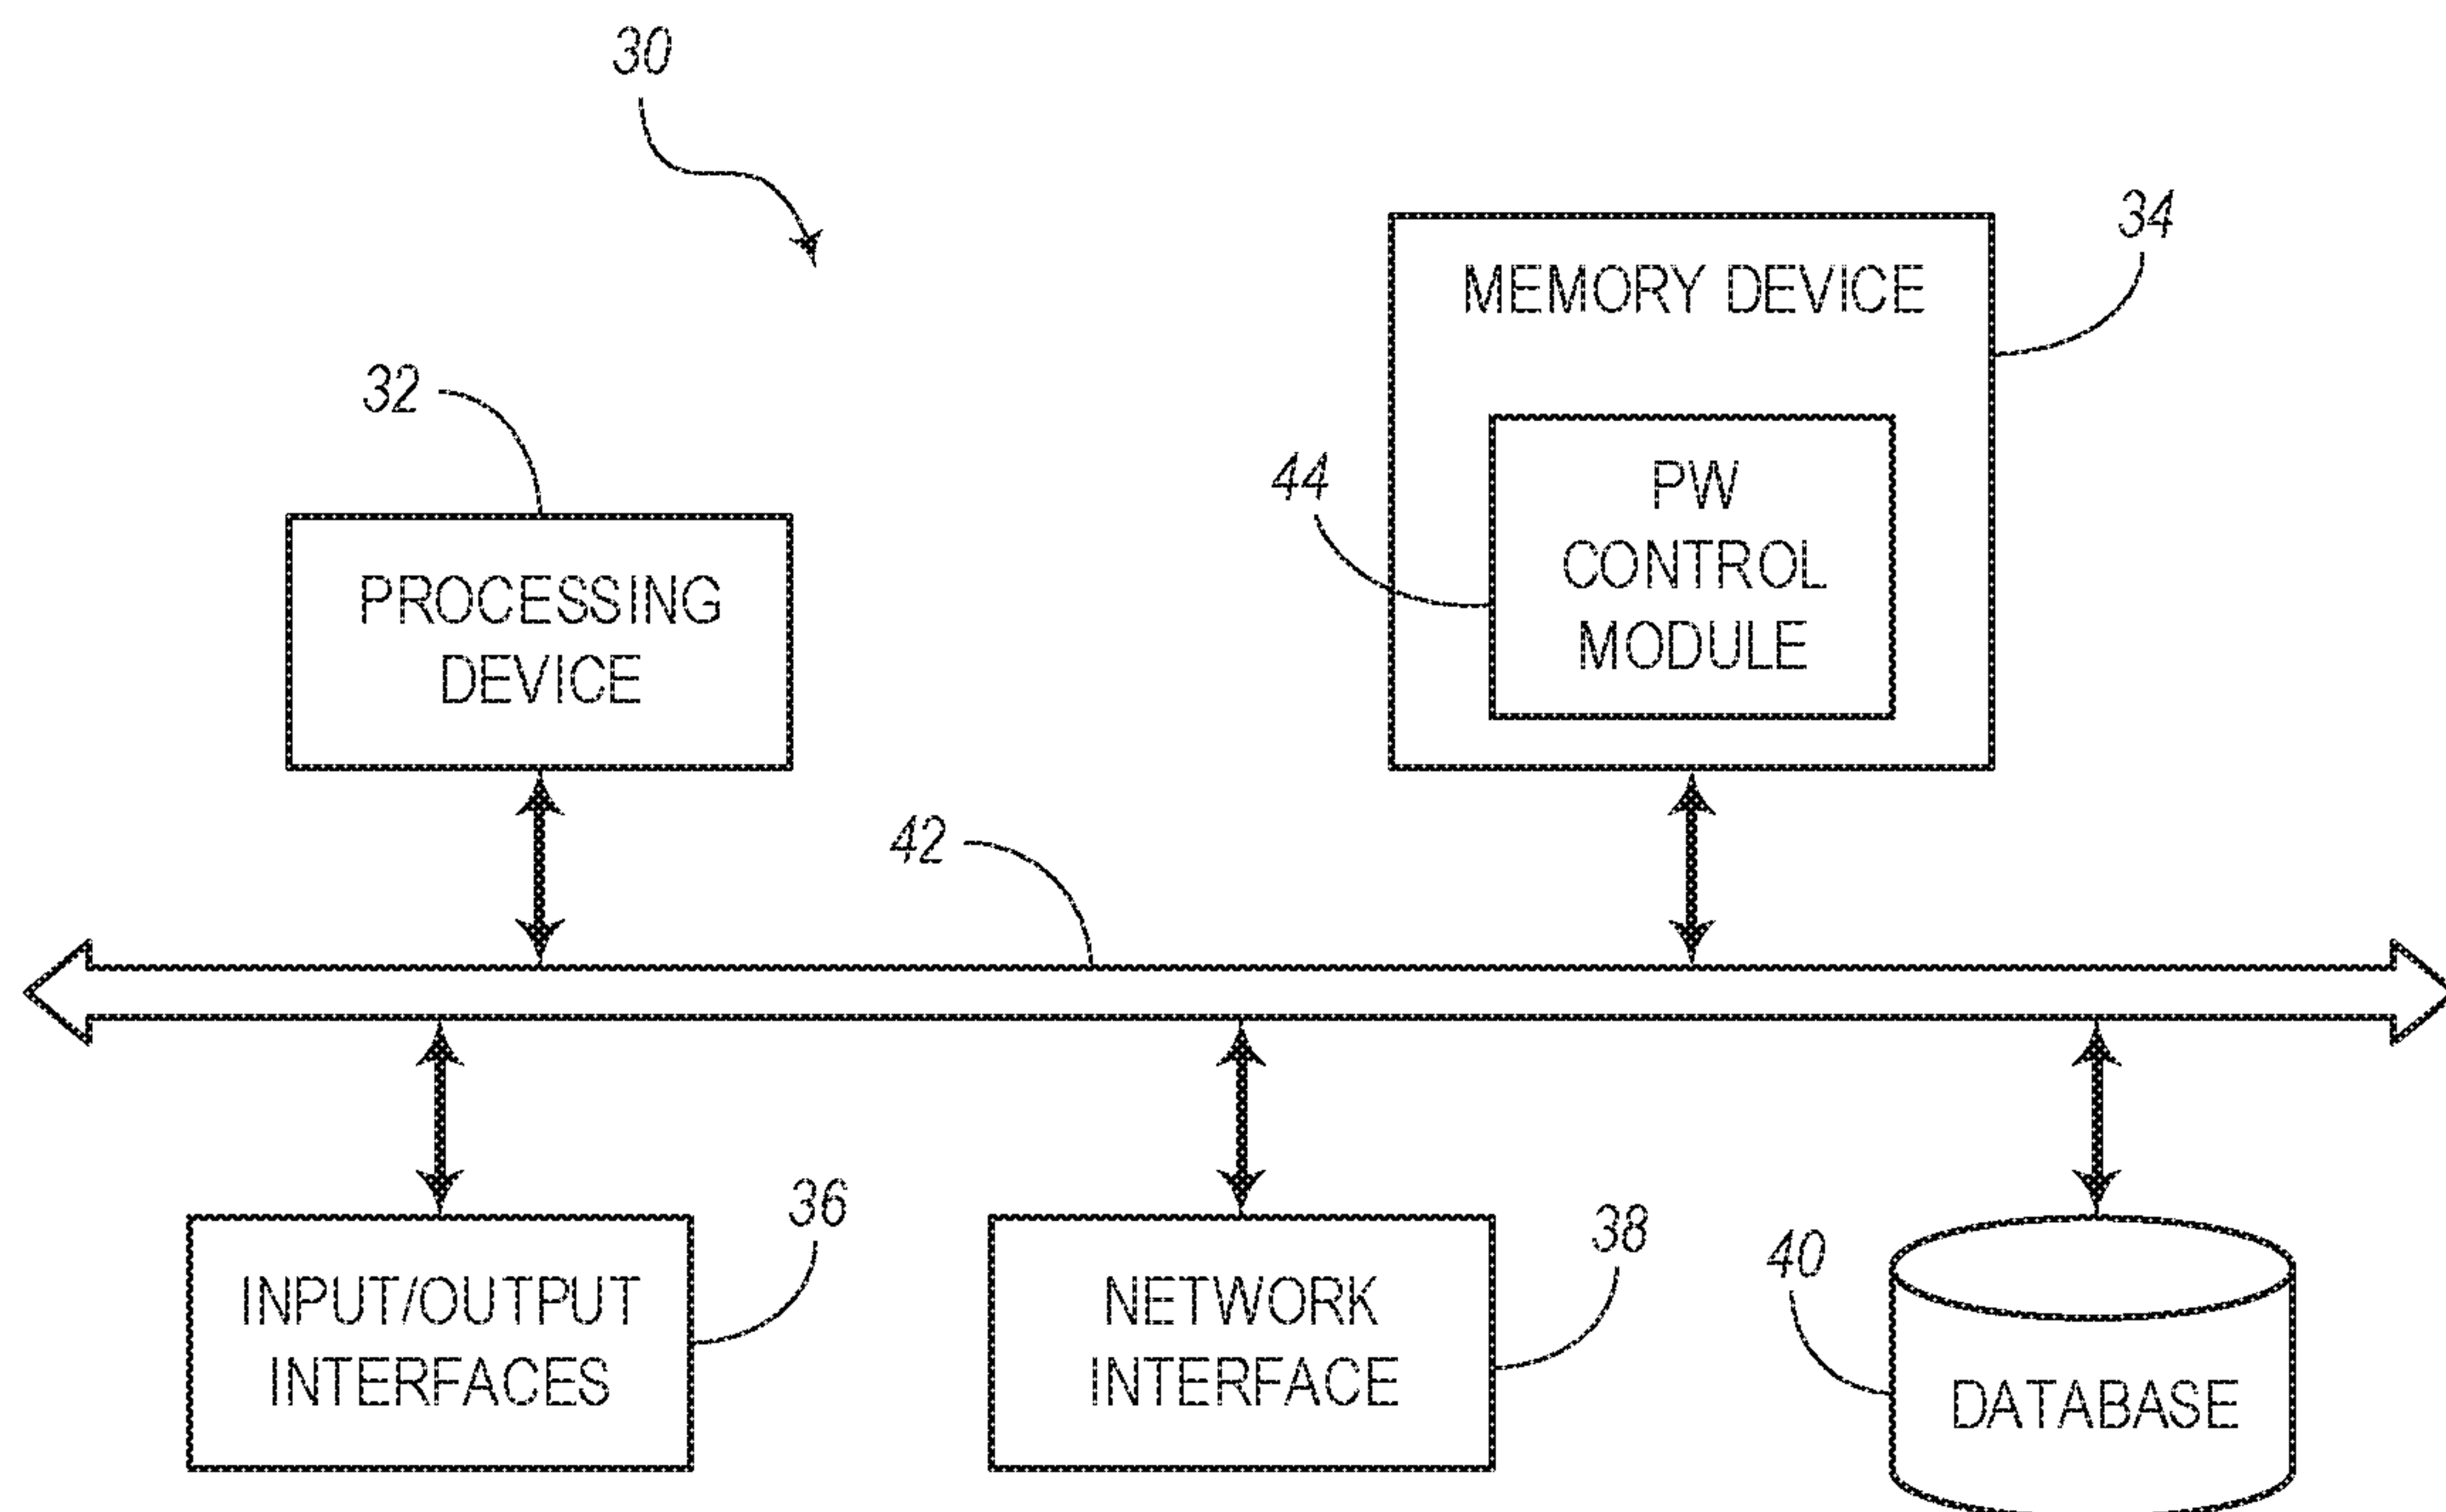 30
34
MEMORY DEVICE
32
44
PW
CONTROL
MODULE
PROCESSING
DEVICE
42
36
38
40
INPUT/OUTPUT
INTERFACES
NETWORK
INTERFACE
DATABASE